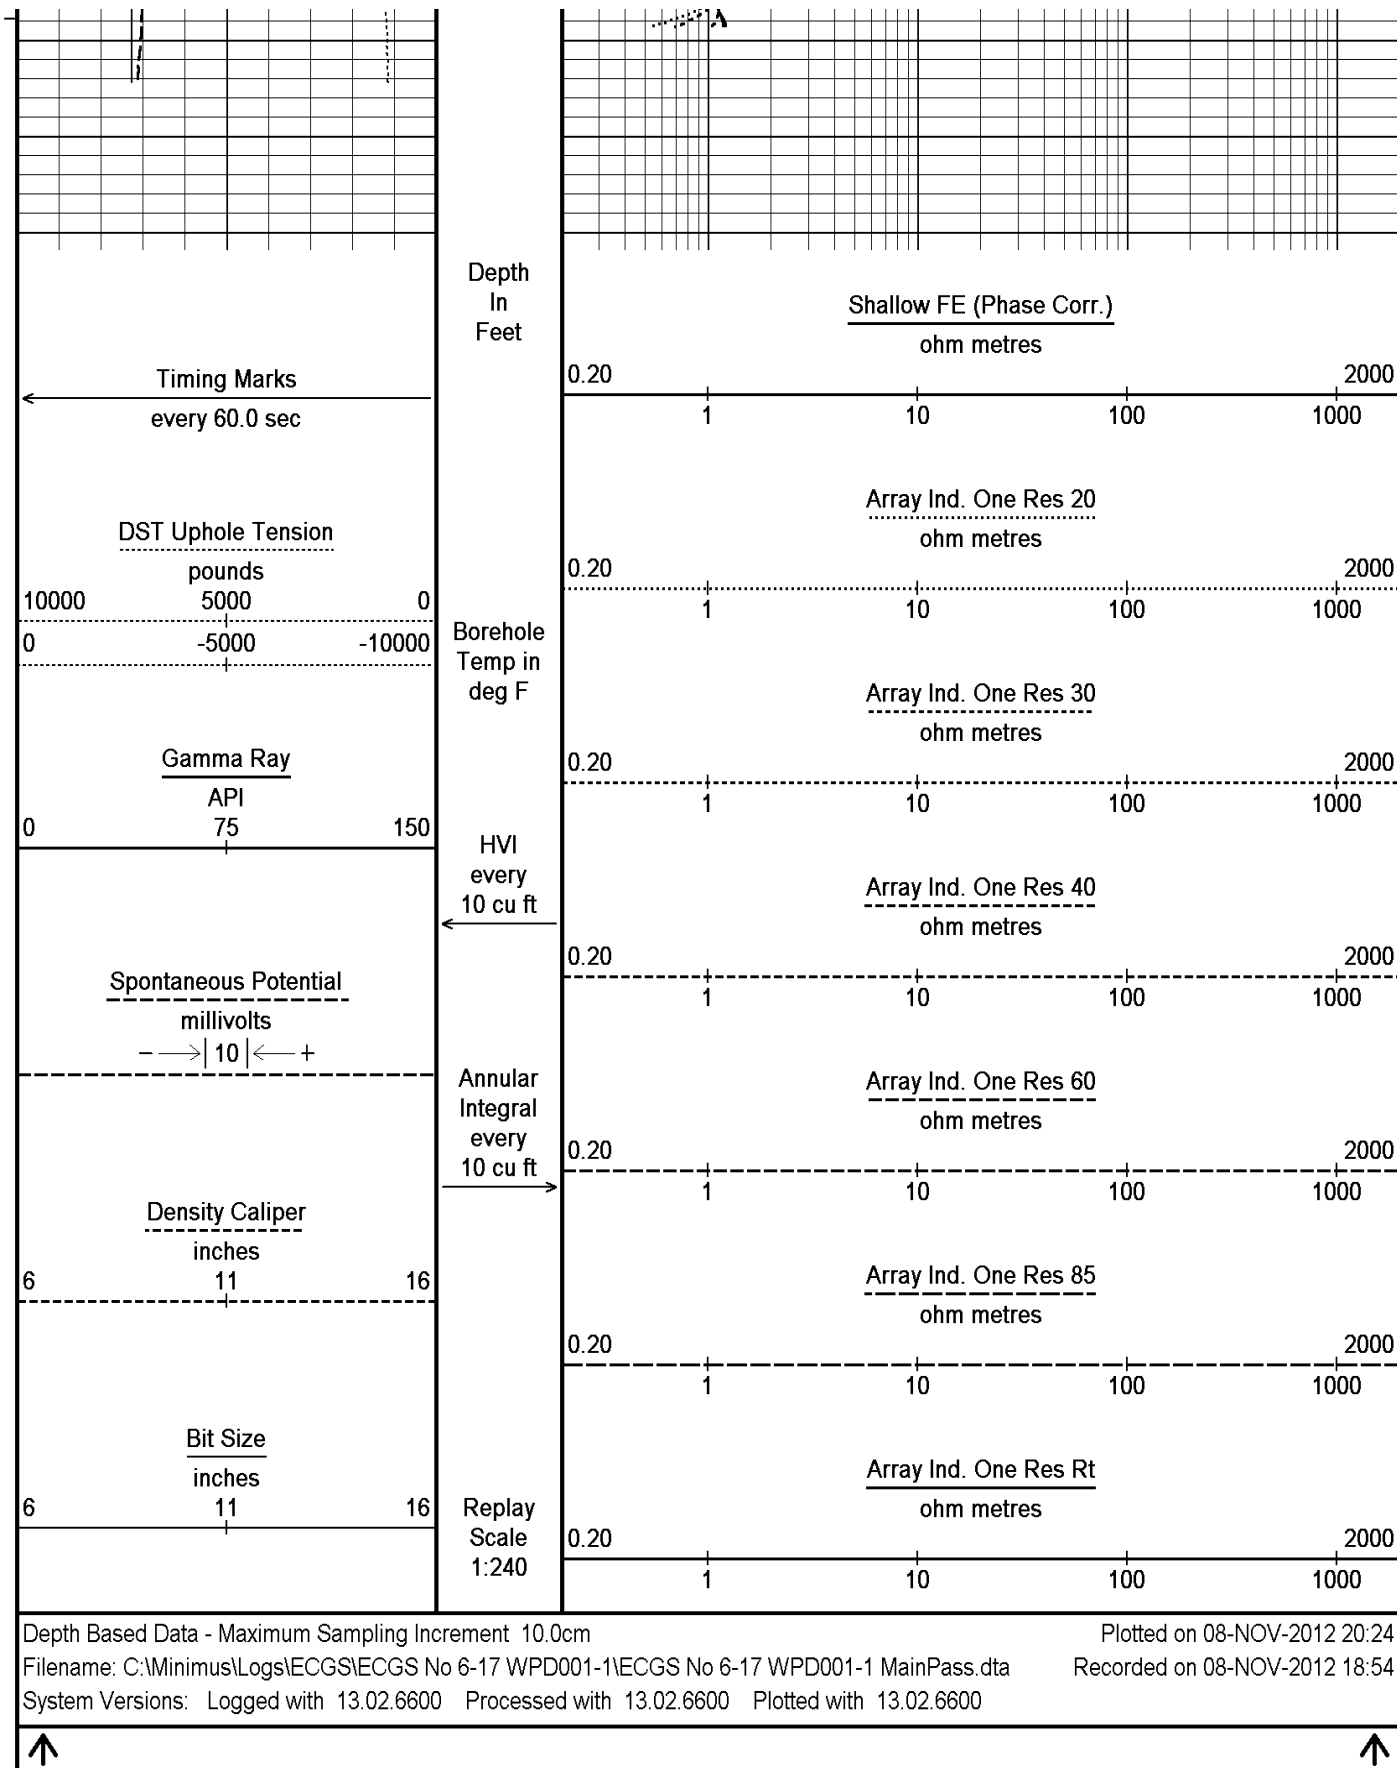 Depth
In
Feet
Timing Marks
every 60.0 sec
DST Uphole Tension
pounds
10000 5000 0
0 -5000 -10000
Gamma Ray
API
0 75 150
Spontaneous Potential
millivolts
- 10 +
Density Caliper
inches
6 11 16
Bit Size
inches
6 11 16
Borehole
Temp in
deg F
HVI
every
10 cu ft
Annular
Integral
every
10 cu ft
Replay
Scale
1:240
Shallow FE (Phase Corr.)
ohm metres
0.20 2000
1 10 100 1000
Array Ind. One Res 20
ohm metres
0.20 2000
1 10 100 1000
Array Ind. One Res 30
ohm metres
0.20 2000
1 10 100 1000
Array Ind. One Res 40
ohm metres
0.20 2000
1 10 100 1000
Array Ind. One Res 60
ohm metres
0.20 2000
1 10 100 1000
Array Ind. One Res 85
ohm metres
0.20 2000
1 10 100 1000
Array Ind. One Res Rt
ohm metres
0.20 2000
1 10 100 1000
Depth Based Data - Maximum Sampling Increment 10.0cm Plotted on 08-NOV-2012 20:24
Filename: C:\Minimus\Logs\ECGS\ECGS No 6-17 WPD001-1\ECGS No 6-17 WPD001-1 MainPass.dta Recorded on 08-NOV-2012 18:54
System Versions: Logged with 13.02.6600 Processed with 13.02.6600 Plotted with 13.02.6600